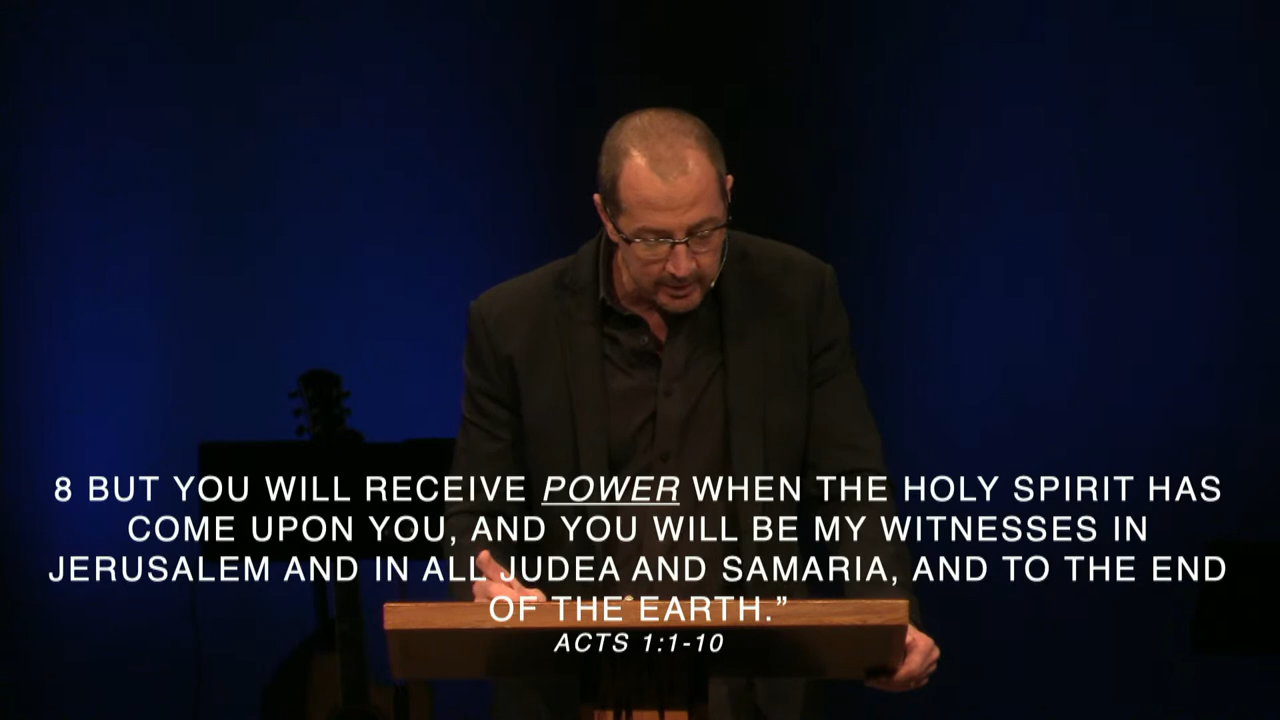 8 BUT YOU WILL RECEIVE POWER WHEN THE HOLY SPIRIT HAS
COME UPON YOU, AND YOU WILL BE MY WITNESSES IN
JERUSALEM AND IN ALL JUDEA AND SAMARIA, AND TO THE END
OF THE EARTH.”
ACTS 1:1-10